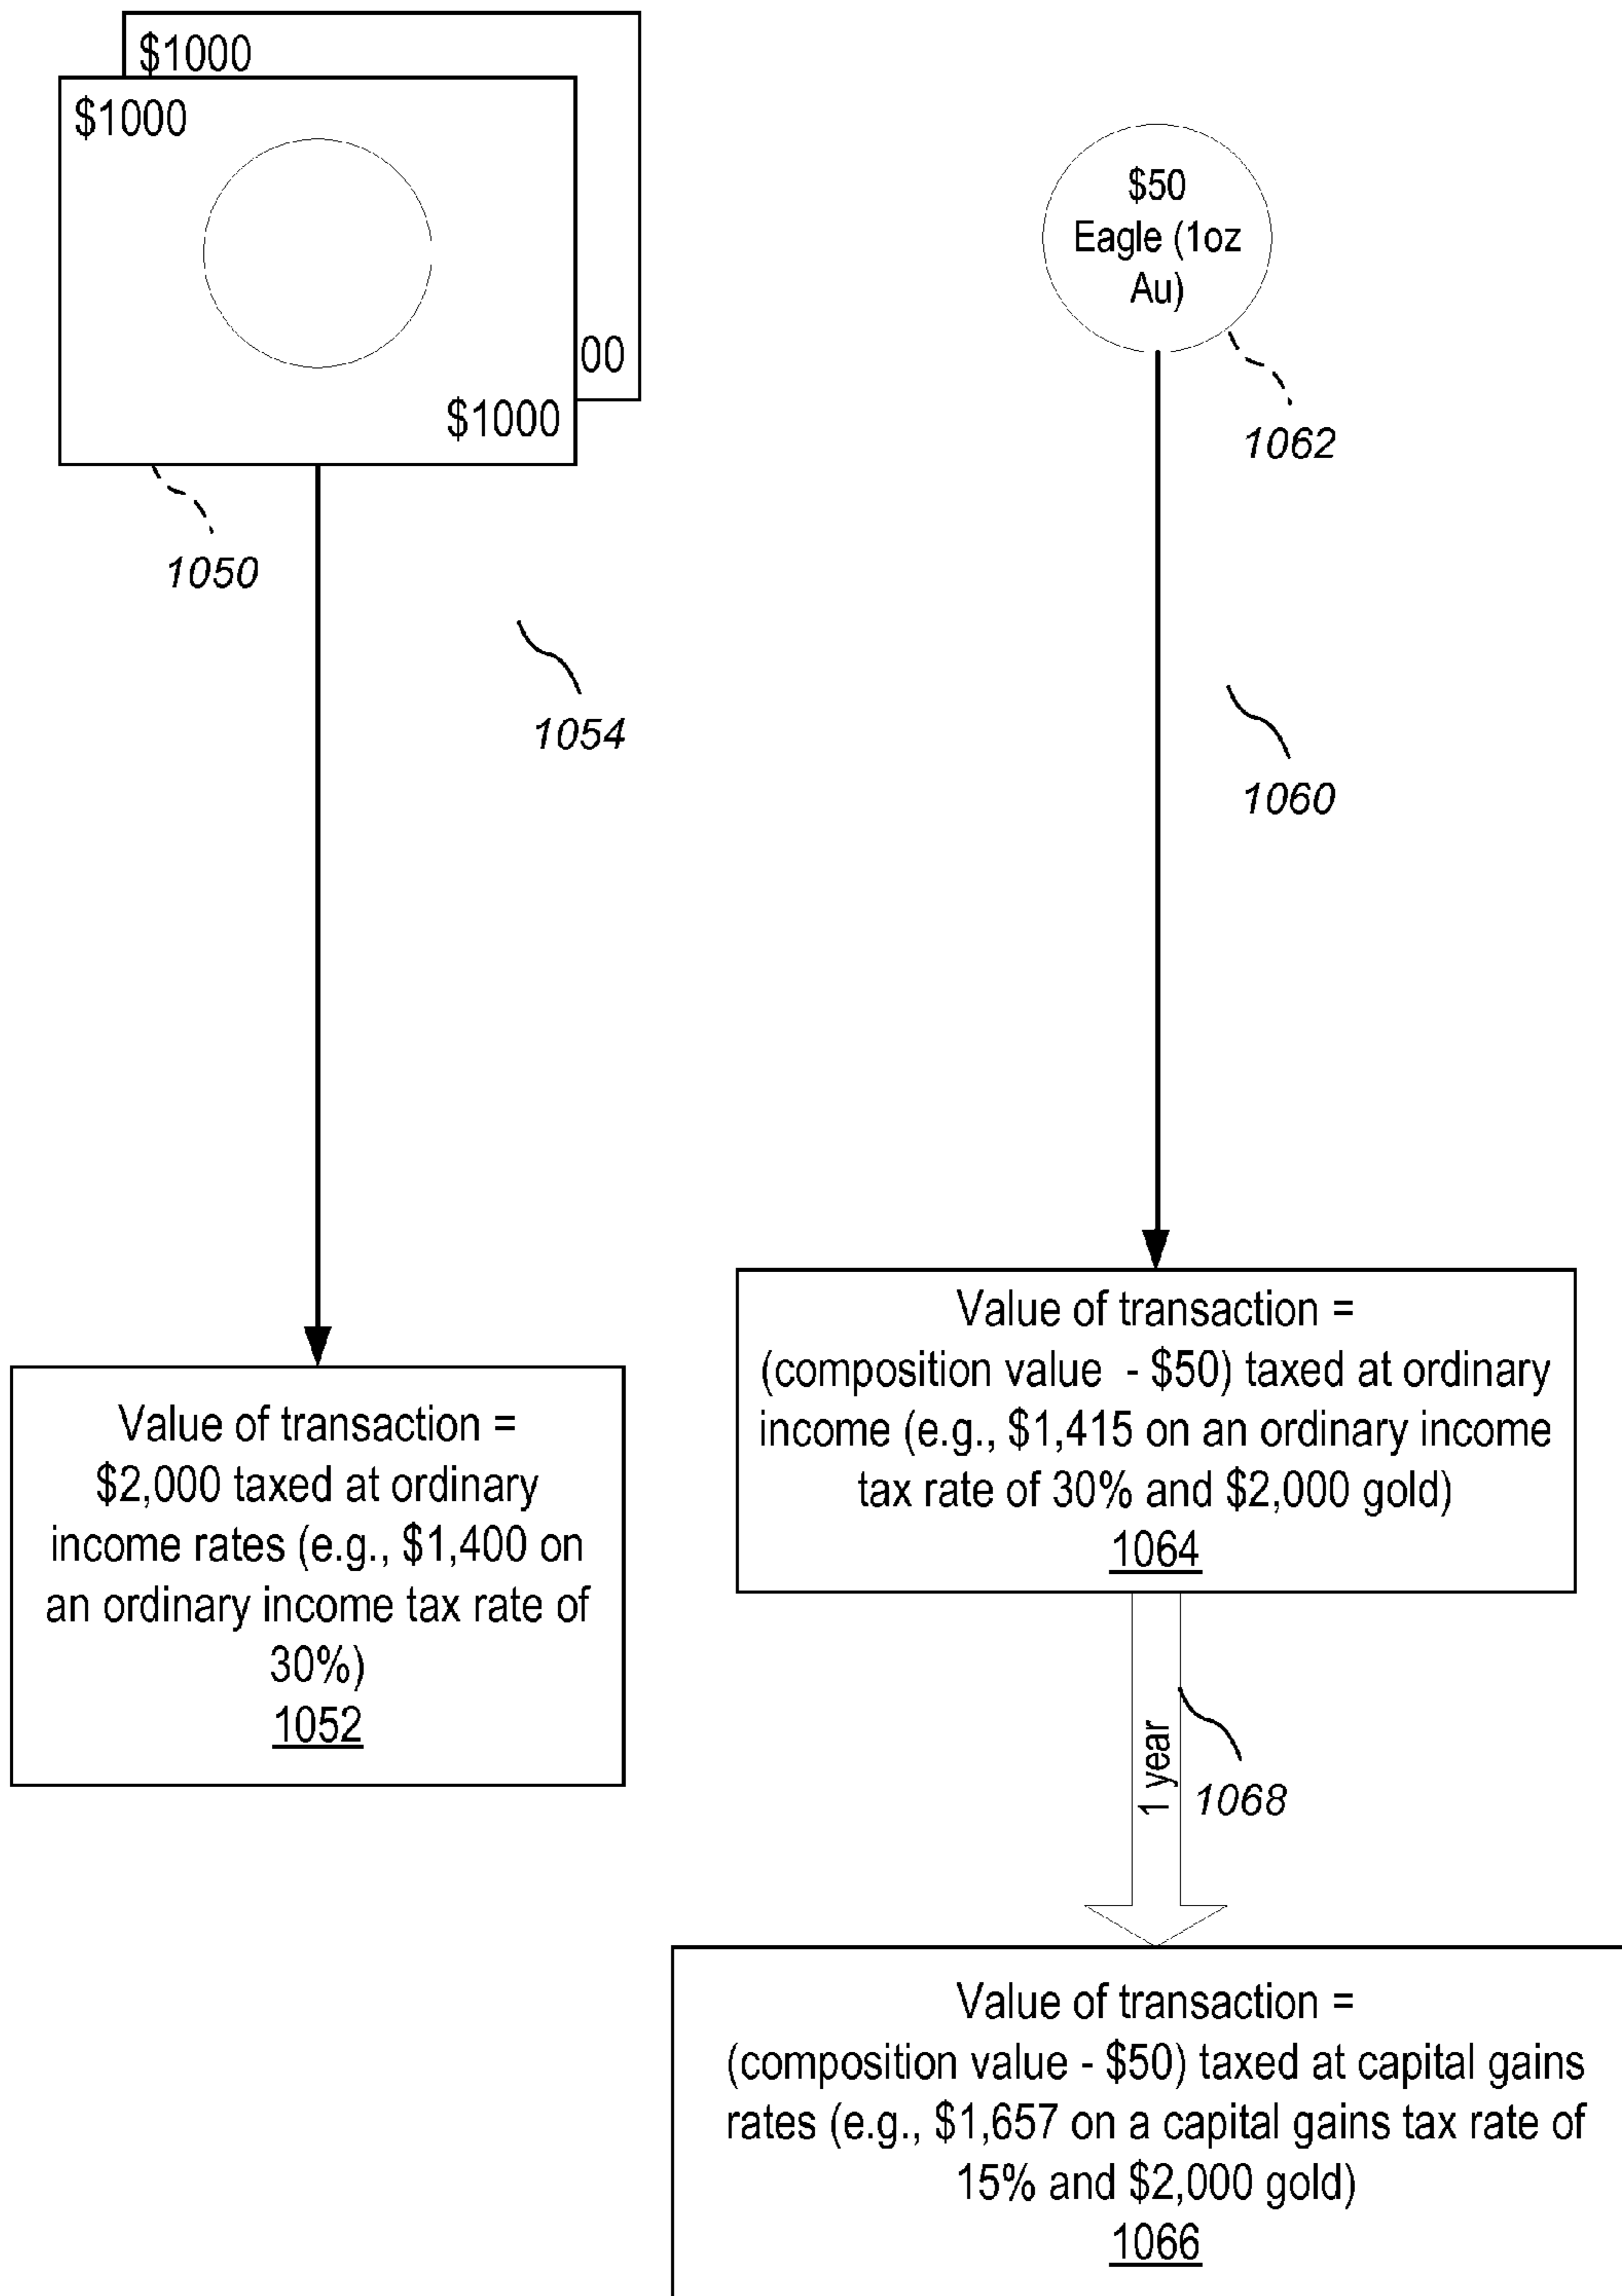 $1000
$1000
00
$1000
1050
1054
$50
Eagle (1oz
Au)
1062
1060
Value of transaction =
$2,000 taxed at ordinary
income rates (e.g., $1,400 on
an ordinary income tax rate of
30%)
1052
Value of transaction =
(composition value - $50) taxed at ordinary
income (e.g., $1,415 on an ordinary income
tax rate of 30% and $2,000 gold)
1064
1 year
1068
Value of transaction =
(composition value - $50) taxed at capital gains
rates (e.g., $1,657 on a capital gains tax rate of
15% and $2,000 gold)
1066